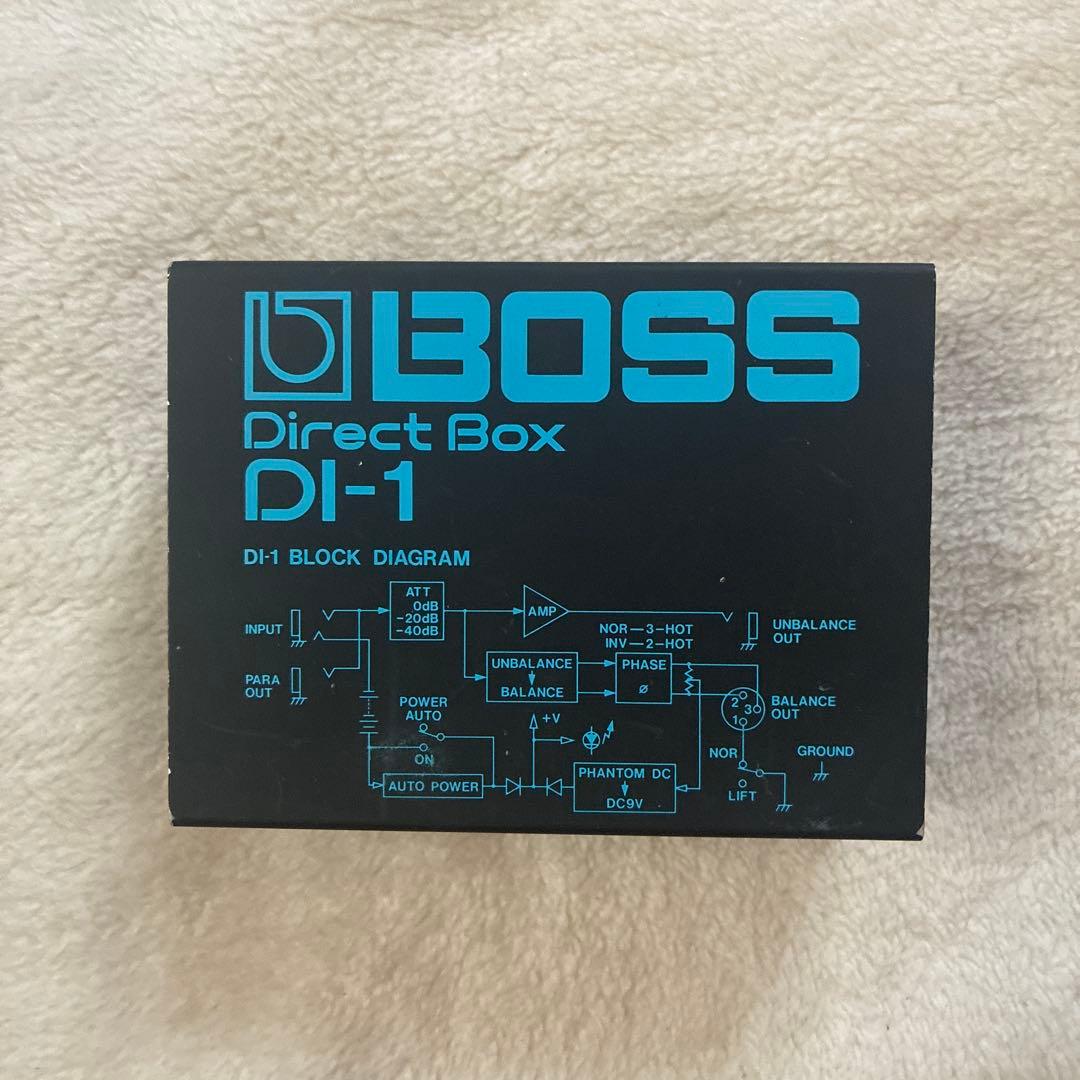 BOSS
Direct Box
DI-1
DI-1 BLOCK DIAGRAM
ATT
0dB
-20dB
-40dB
INPUT
AMP
NOR—3-HOT
INV—2-HOT
UNBALANCE
OUT
PARA
OUT
UNBALANCE
BALANCE
PHASE
ø
2
3
1
BALANCE
OUT
POWER
AUTO
ON
+V
NOR
GROUND
AUTO POWER
PHANTOM DC
DC9V
LIFT